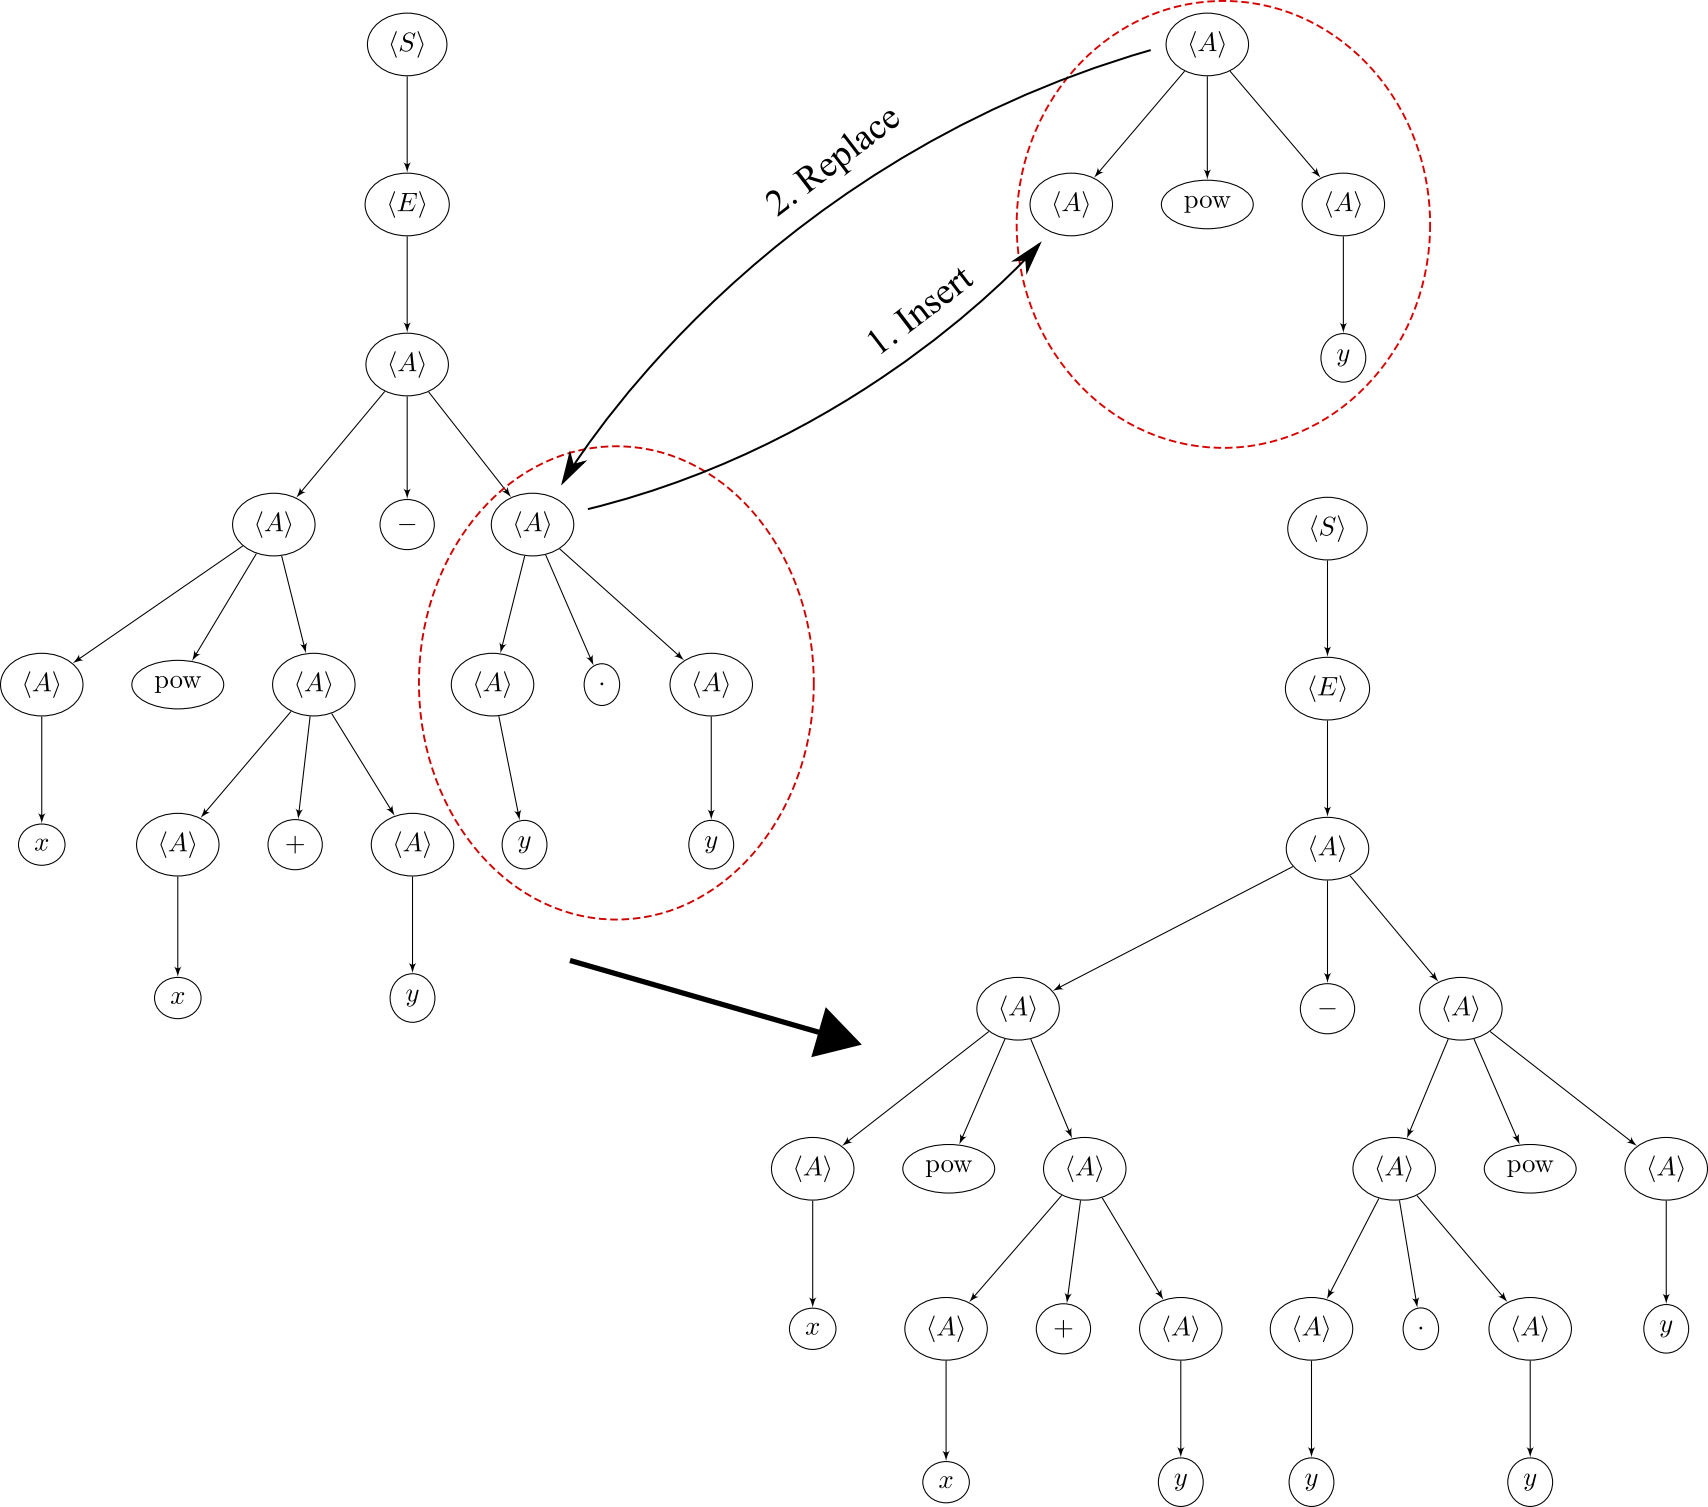 ⟨S⟩
⟨E⟩
⟨A⟩
⟨A⟩ − ⟨A⟩
⟨A⟩ pow ⟨A⟩ ⟨A⟩ · ⟨A⟩
x ⟨A⟩ + ⟨A⟩ y y
x y
2. Replace
1. Insert
⟨A⟩
⟨A⟩ pow ⟨A⟩
y
⟨S⟩
⟨E⟩
⟨A⟩
⟨A⟩ − ⟨A⟩
⟨A⟩ pow ⟨A⟩ ⟨A⟩ pow ⟨A⟩
x ⟨A⟩ + ⟨A⟩ ⟨A⟩ · ⟨A⟩ y
x y y y